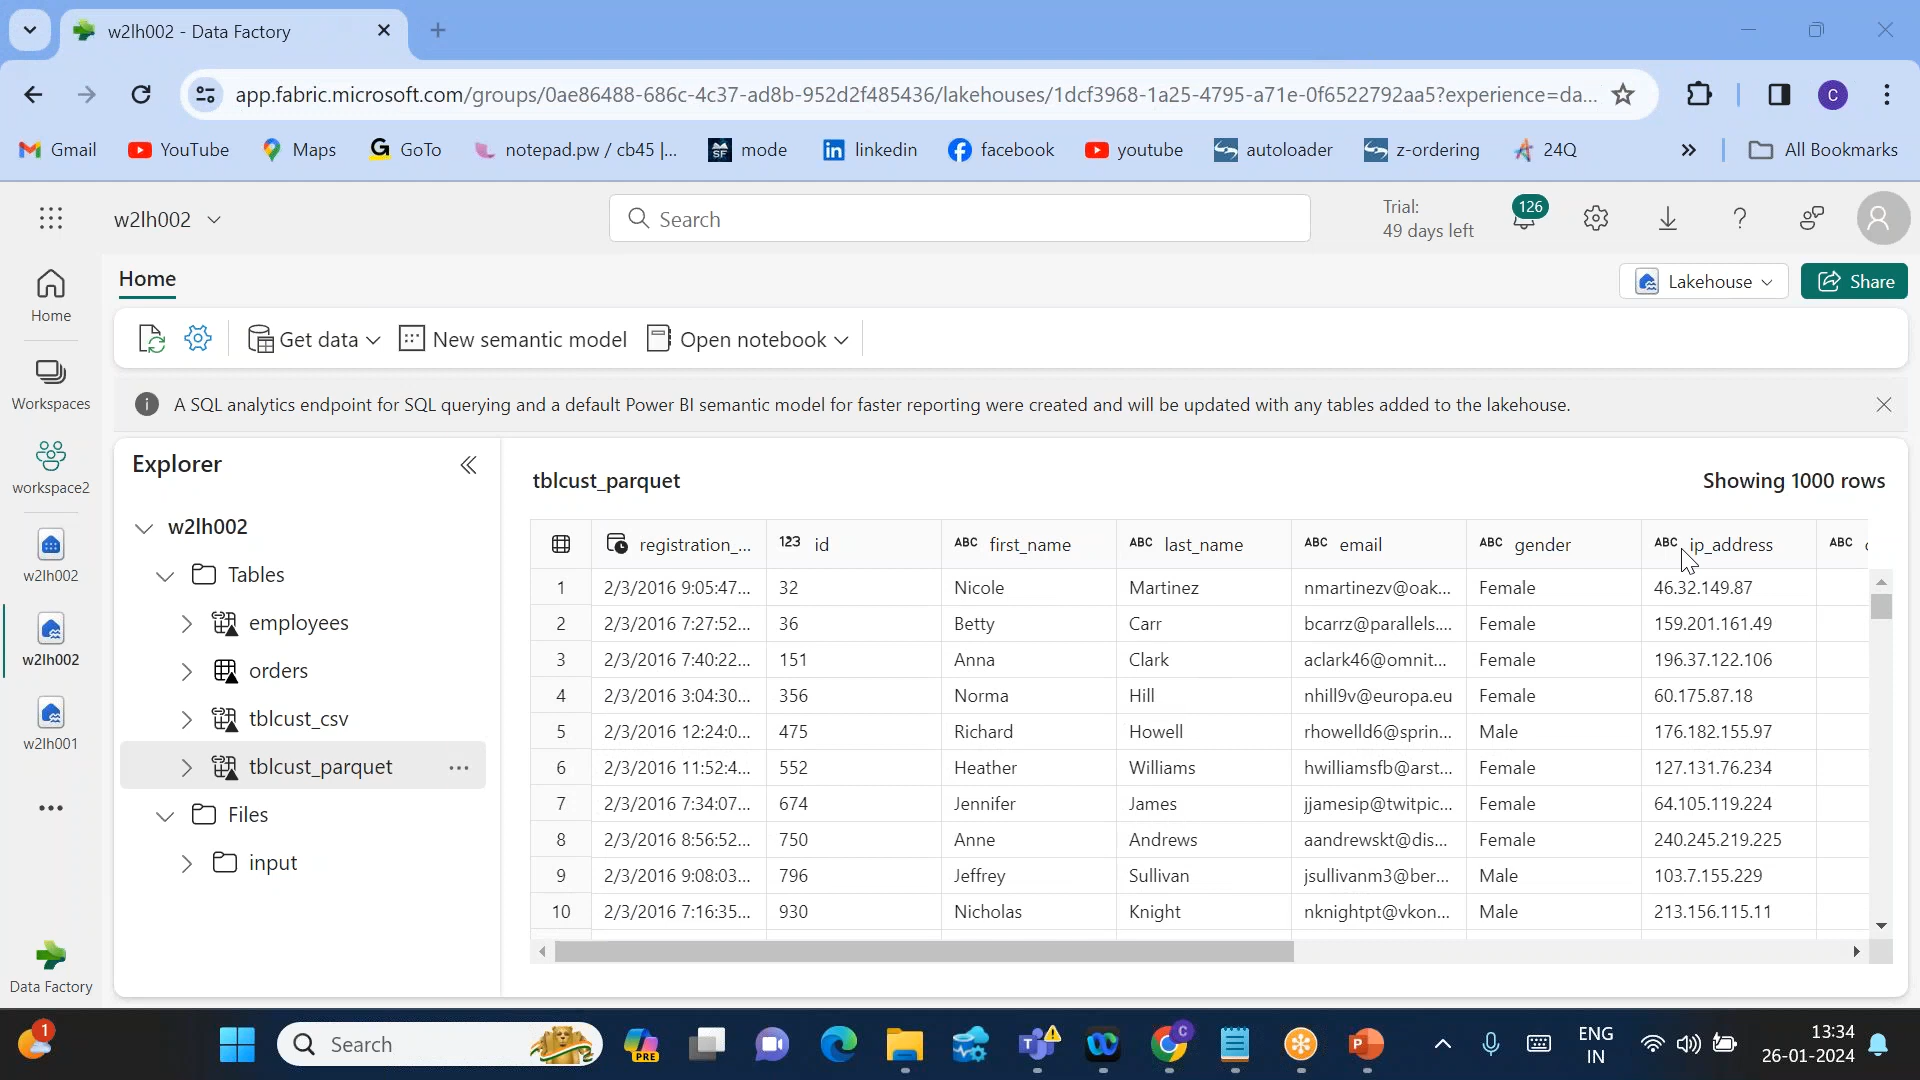 w2lh002 - Data Factory
app.fabric.microsoft.com/groups/0ae86488-686c-4c37-ad8b-952d2f485436/lakehouses/1dcf3968-1a25-4795-a71e-0f6522792aa5?experience=da...
C
Gmail YouTube Maps GoTo notepad.pw / cb45 |... mode linkedin facebook youtube autoloader z-ordering 24Q All Bookmarks
w2lh002
Search
Trial:
49 days left
126
Home
Lakehouse
Share
Get data New semantic model Open notebook
A SQL analytics endpoint for SQL querying and a default Power BI semantic model for faster reporting were created and will be updated with any tables added to the lakehouse.
Home
Workspaces
workspace2
w2lh002
w2lh002
w2lh001
Data Factory
Explorer
w2lh002
Tables
employees
orders
tblcust_csv
tblcust_parquet
Files
input
tblcust_parquet Showing 1000 rows
registration_... 123 id ABC first_name ABC last_name ABC email ABC gender ABC ip_address ABC
1 2/3/2016 9:05:47... 32 Nicole Martinez nmartinezv@oak... Female 46.32.149.87
2 2/3/2016 7:27:52... 36 Betty Carr bcarrz@parallels.... Female 159.201.161.49
3 2/3/2016 7:40:22... 151 Anna Clark aclark46@omnit... Female 196.37.122.106
4 2/3/2016 3:04:30... 356 Norma Hill nhill9v@europa.eu Female 60.175.87.18
5 2/3/2016 12:24:0... 475 Richard Howell rhowelld6@sprin... Male 176.182.155.97
6 2/3/2016 11:52:4... 552 Heather Williams hwilliamsfb@arst... Female 127.131.76.234
7 2/3/2016 7:34:07... 674 Jennifer James jjamesip@twitpic... Female 64.105.119.224
8 2/3/2016 8:56:52... 750 Anne Andrews aandrewskt@dis... Female 240.245.219.225
9 2/3/2016 9:08:03... 796 Jeffrey Sullivan jsullivanm3@ber... Male 103.7.155.229
10 2/3/2016 7:16:35... 930 Nicholas Knight nknightpt@vkon... Male 213.156.115.11
1
Search
PRE
C
P
ENG
IN
13:34
26-01-2024